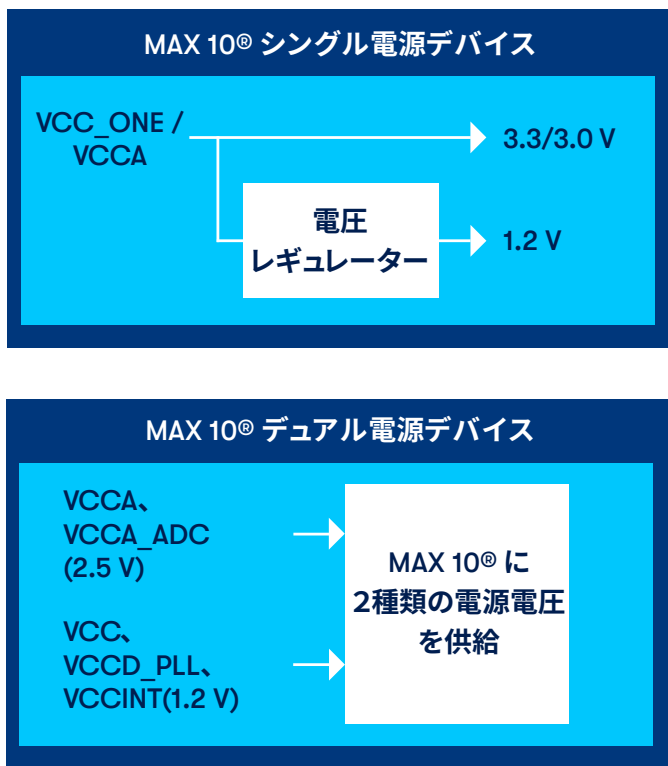 MAX 10® シングル電源デバイス
VCC_ONE /
VCCA
3.3/3.0 V
電圧
レギュレーター
1.2 V
MAX 10® デュアル電源デバイス
VCCA、
VCCA_ADC
(2.5 V)
VCC、
VCCD_PLL、
VCCINT(1.2 V)
MAX 10® に
2種類の電源電圧
を供給